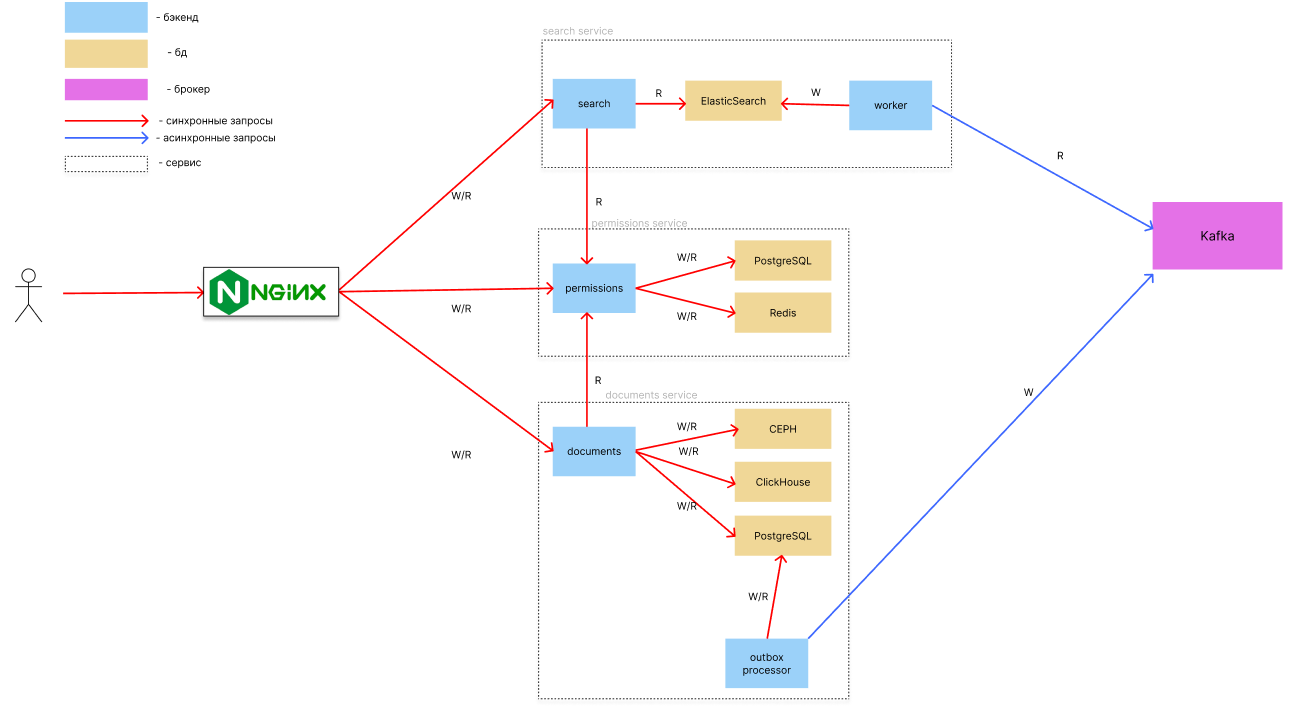 - бэкенд
- бд
- брокер
- синхронные запросы
- асинхронные запросы
- сервис
search service
search
R
ElasticSearch
W
worker
R
Kafka
W/R
R
permissions service
NGINX
W/R
permissions
W/R
PostgreSQL
W/R
Redis
R
documents service
W/R
documents
W/R
CEPH
W/R
ClickHouse
W/R
PostgreSQL
W/R
outbox
processor
W